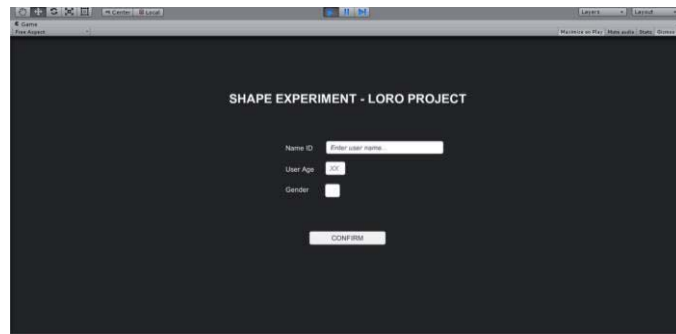 Center Local Layers Layout
Game
Free Aspect Maximize on Play Mute audio Stats Gizmos
SHAPE EXPERIMENT - LORO PROJECT
Name ID Enter user name...
User Age XX
Gender
CONFIRM